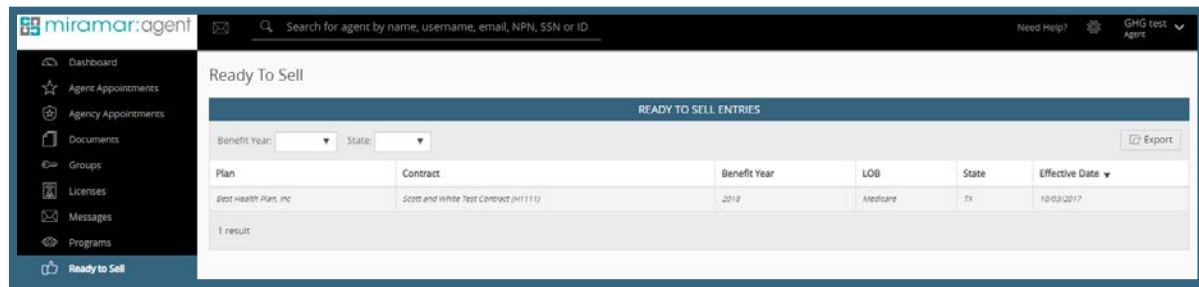 miramar:agent
Search for agent by name, username, email, NPN, SSN or ID
Need Help?
GHG test
Agent
Dashboard
Agent Appointments
Agency Appointments
Documents
Groups
Licenses
Messages
Programs
Ready to Sell
Ready To Sell
READY TO SELL ENTRIES
Benefit Year: State: Export
Plan Contract Benefit Year LOB State Effective Date
Best Health Plan, Inc Scott and White Test Contract (H1111) 2018 Medicare TX 10/03/2017
1 result